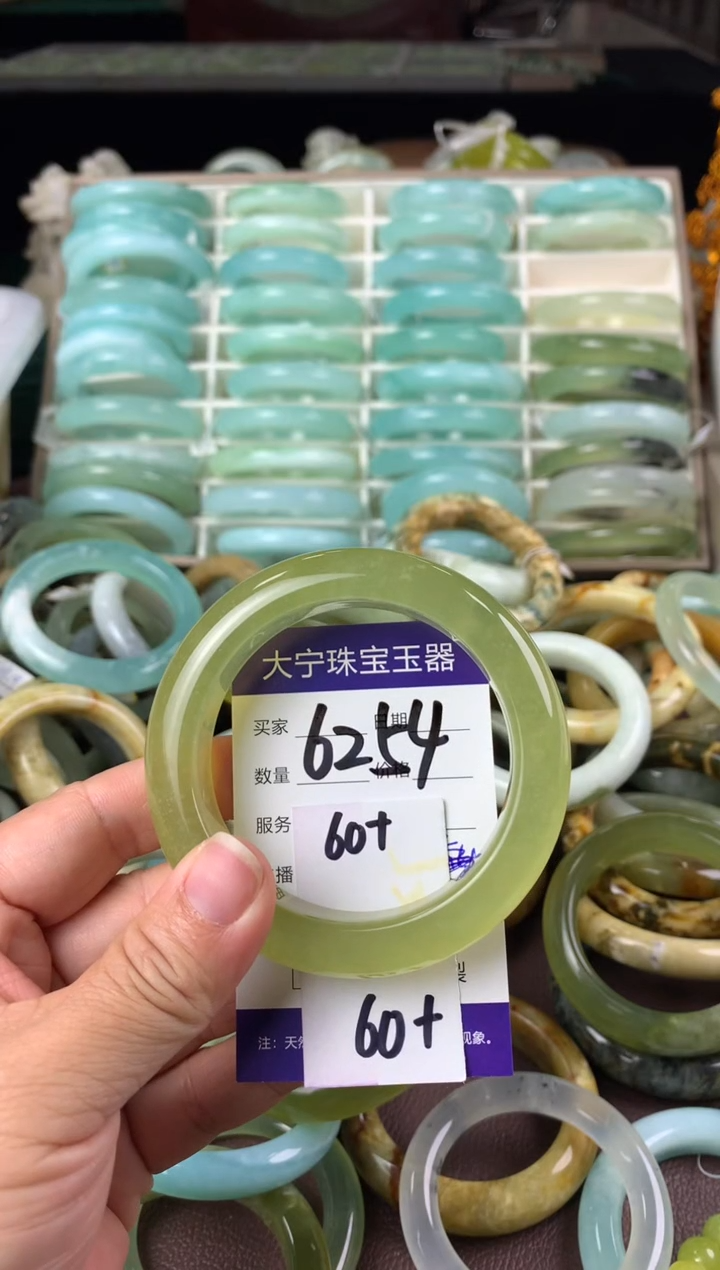 大宁珠宝玉器
买家 日期
6254
数量 价格
服务
60+
播
60+
注：天 现象。